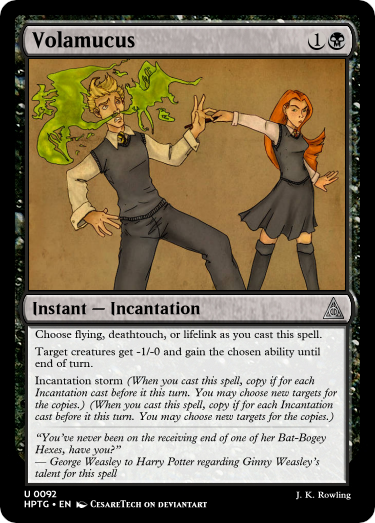 Volamucus 1
Instant — Incantation
Choose flying, deathtouch, or lifelink as you cast this spell.
Target creatures get -1/-0 and gain the chosen ability until
end of turn.
Incantation storm (When you cast this spell, copy if for each
Incantation cast before it this turn. You may choose new targets for
the copies.) (When you cast this spell, copy if for each Incantation
cast before it this turn. You may choose new targets for the copies.)
“You’ve never been on the receiving end of one of her Bat-Bogey
Hexes, have you?”
— George Weasley to Harry Potter regarding Ginny Weasley’s
talent for this spell
U 0092
HPTG • EN CesareTech on deviantart
J. K. Rowling